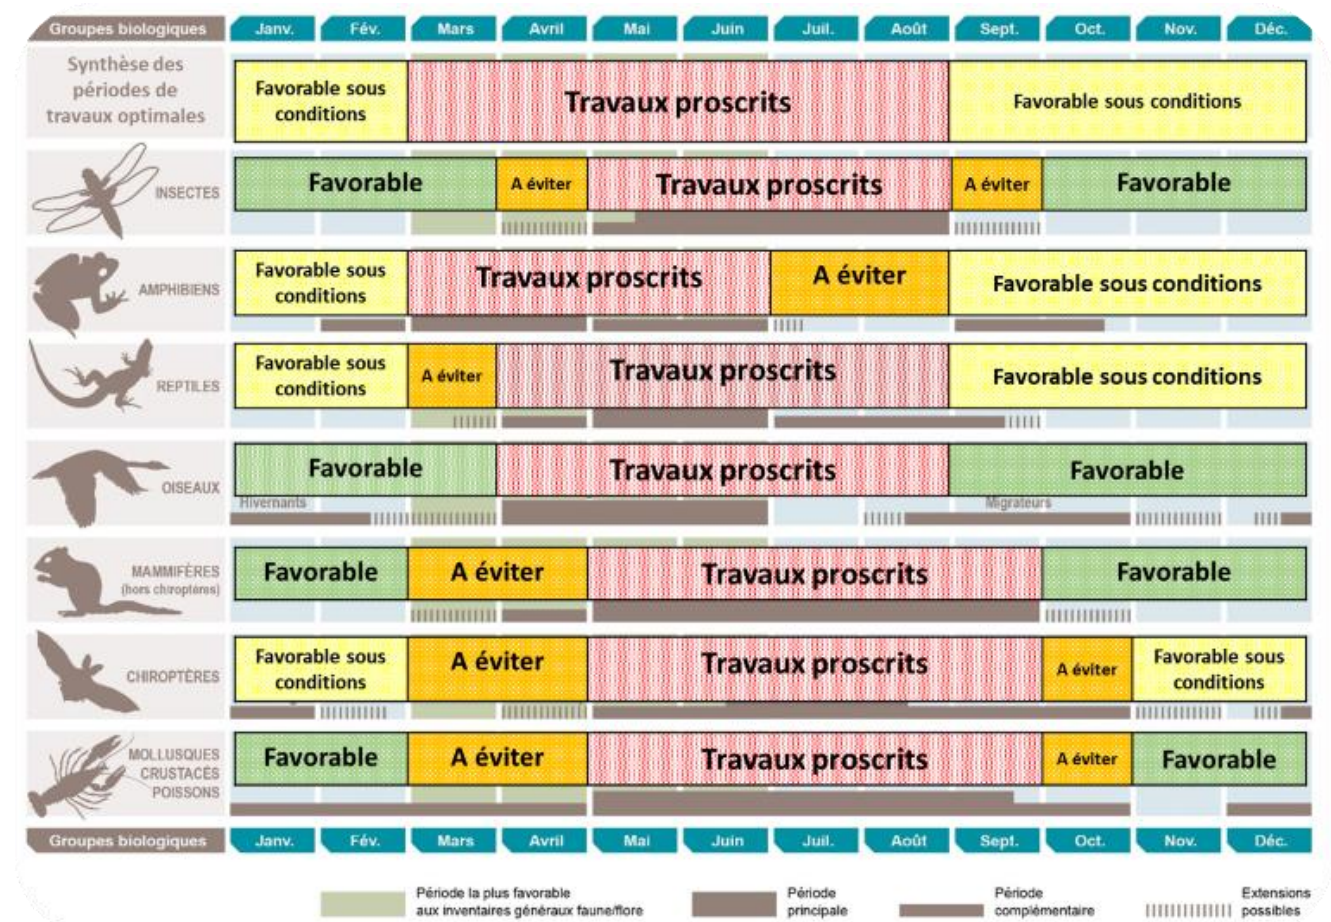 Groupes biologiques Janv. Fév. Mars Avril Mai Juin Juil. Août Sept. Oct. Nov. Déc.
Synthèse des
périodes de
travaux optimales
Favorable sous
conditions
Travaux proscrits
Favorable sous conditions
INSECTES
Favorable
A éviter
Travaux proscrits
A éviter
Favorable
AMPHIBIENS
Favorable sous
conditions
Travaux proscrits
A éviter
Favorable sous conditions
REPTILES
Favorable sous
conditions
A éviter
Travaux proscrits
Favorable sous conditions
OISEAUX
Favorable
Travaux proscrits
Favorable
Hivernants
Migrateurs
MAMMIFÈRES
(hors chiroptères)
Favorable
A éviter
Travaux proscrits
Favorable
CHIROPTÈRES
Favorable sous
conditions
A éviter
Travaux proscrits
A éviter
Favorable sous
conditions
MOLLUSQUES
CRUSTACÉS
POISSONS
Favorable
A éviter
Travaux proscrits
A éviter
Favorable
Groupes biologiques Janv. Fév. Mars Avril Mai Juin Juil. Août Sept. Oct. Nov. Déc.
Période la plus favorable
aux inventaires généraux faune/flore
Période
principale
Période
complémentaire
Extensions
possibles